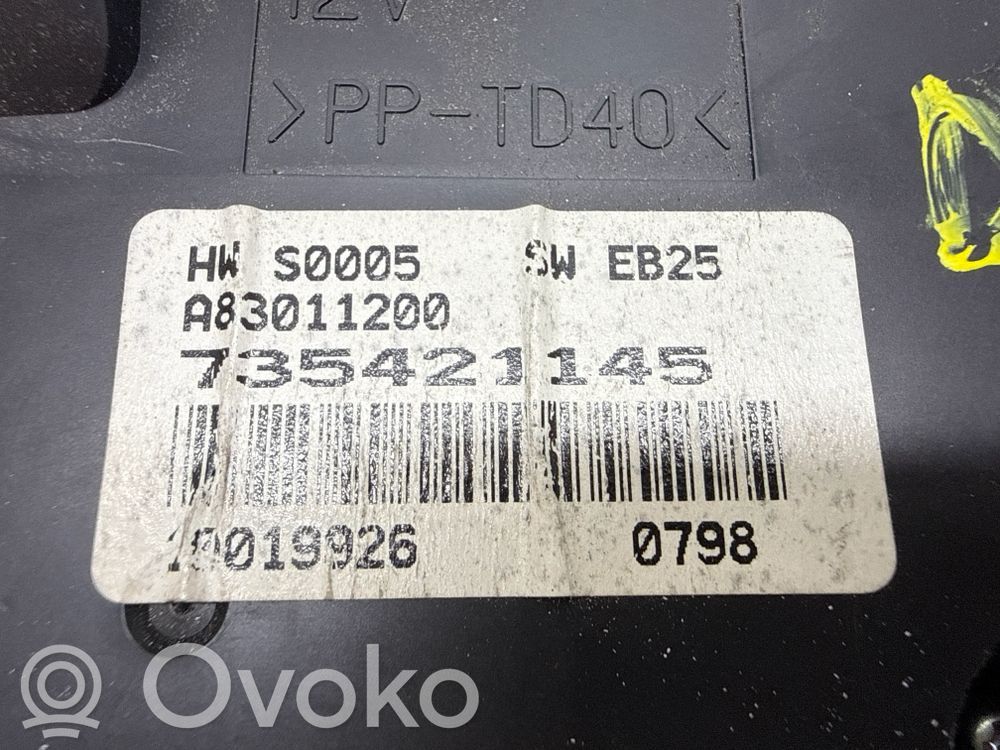 12V
>PP-TD40<
HW S0005 SW EB25
A83011200
735421145
0798
Ovoko